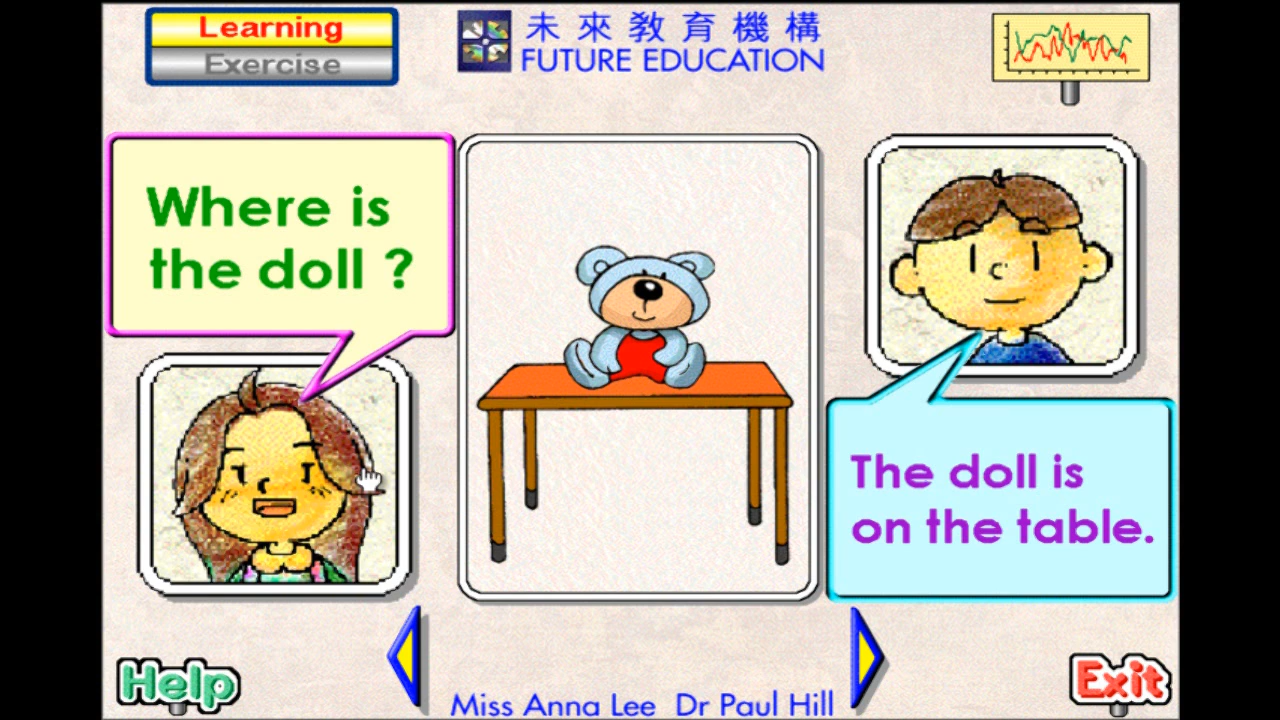 Learning
Exercise
未來教育機構
FUTURE EDUCATION
Where is
the doll ?
The doll is
on the table.
Help
Miss Anna Lee Dr Paul Hill
Exit